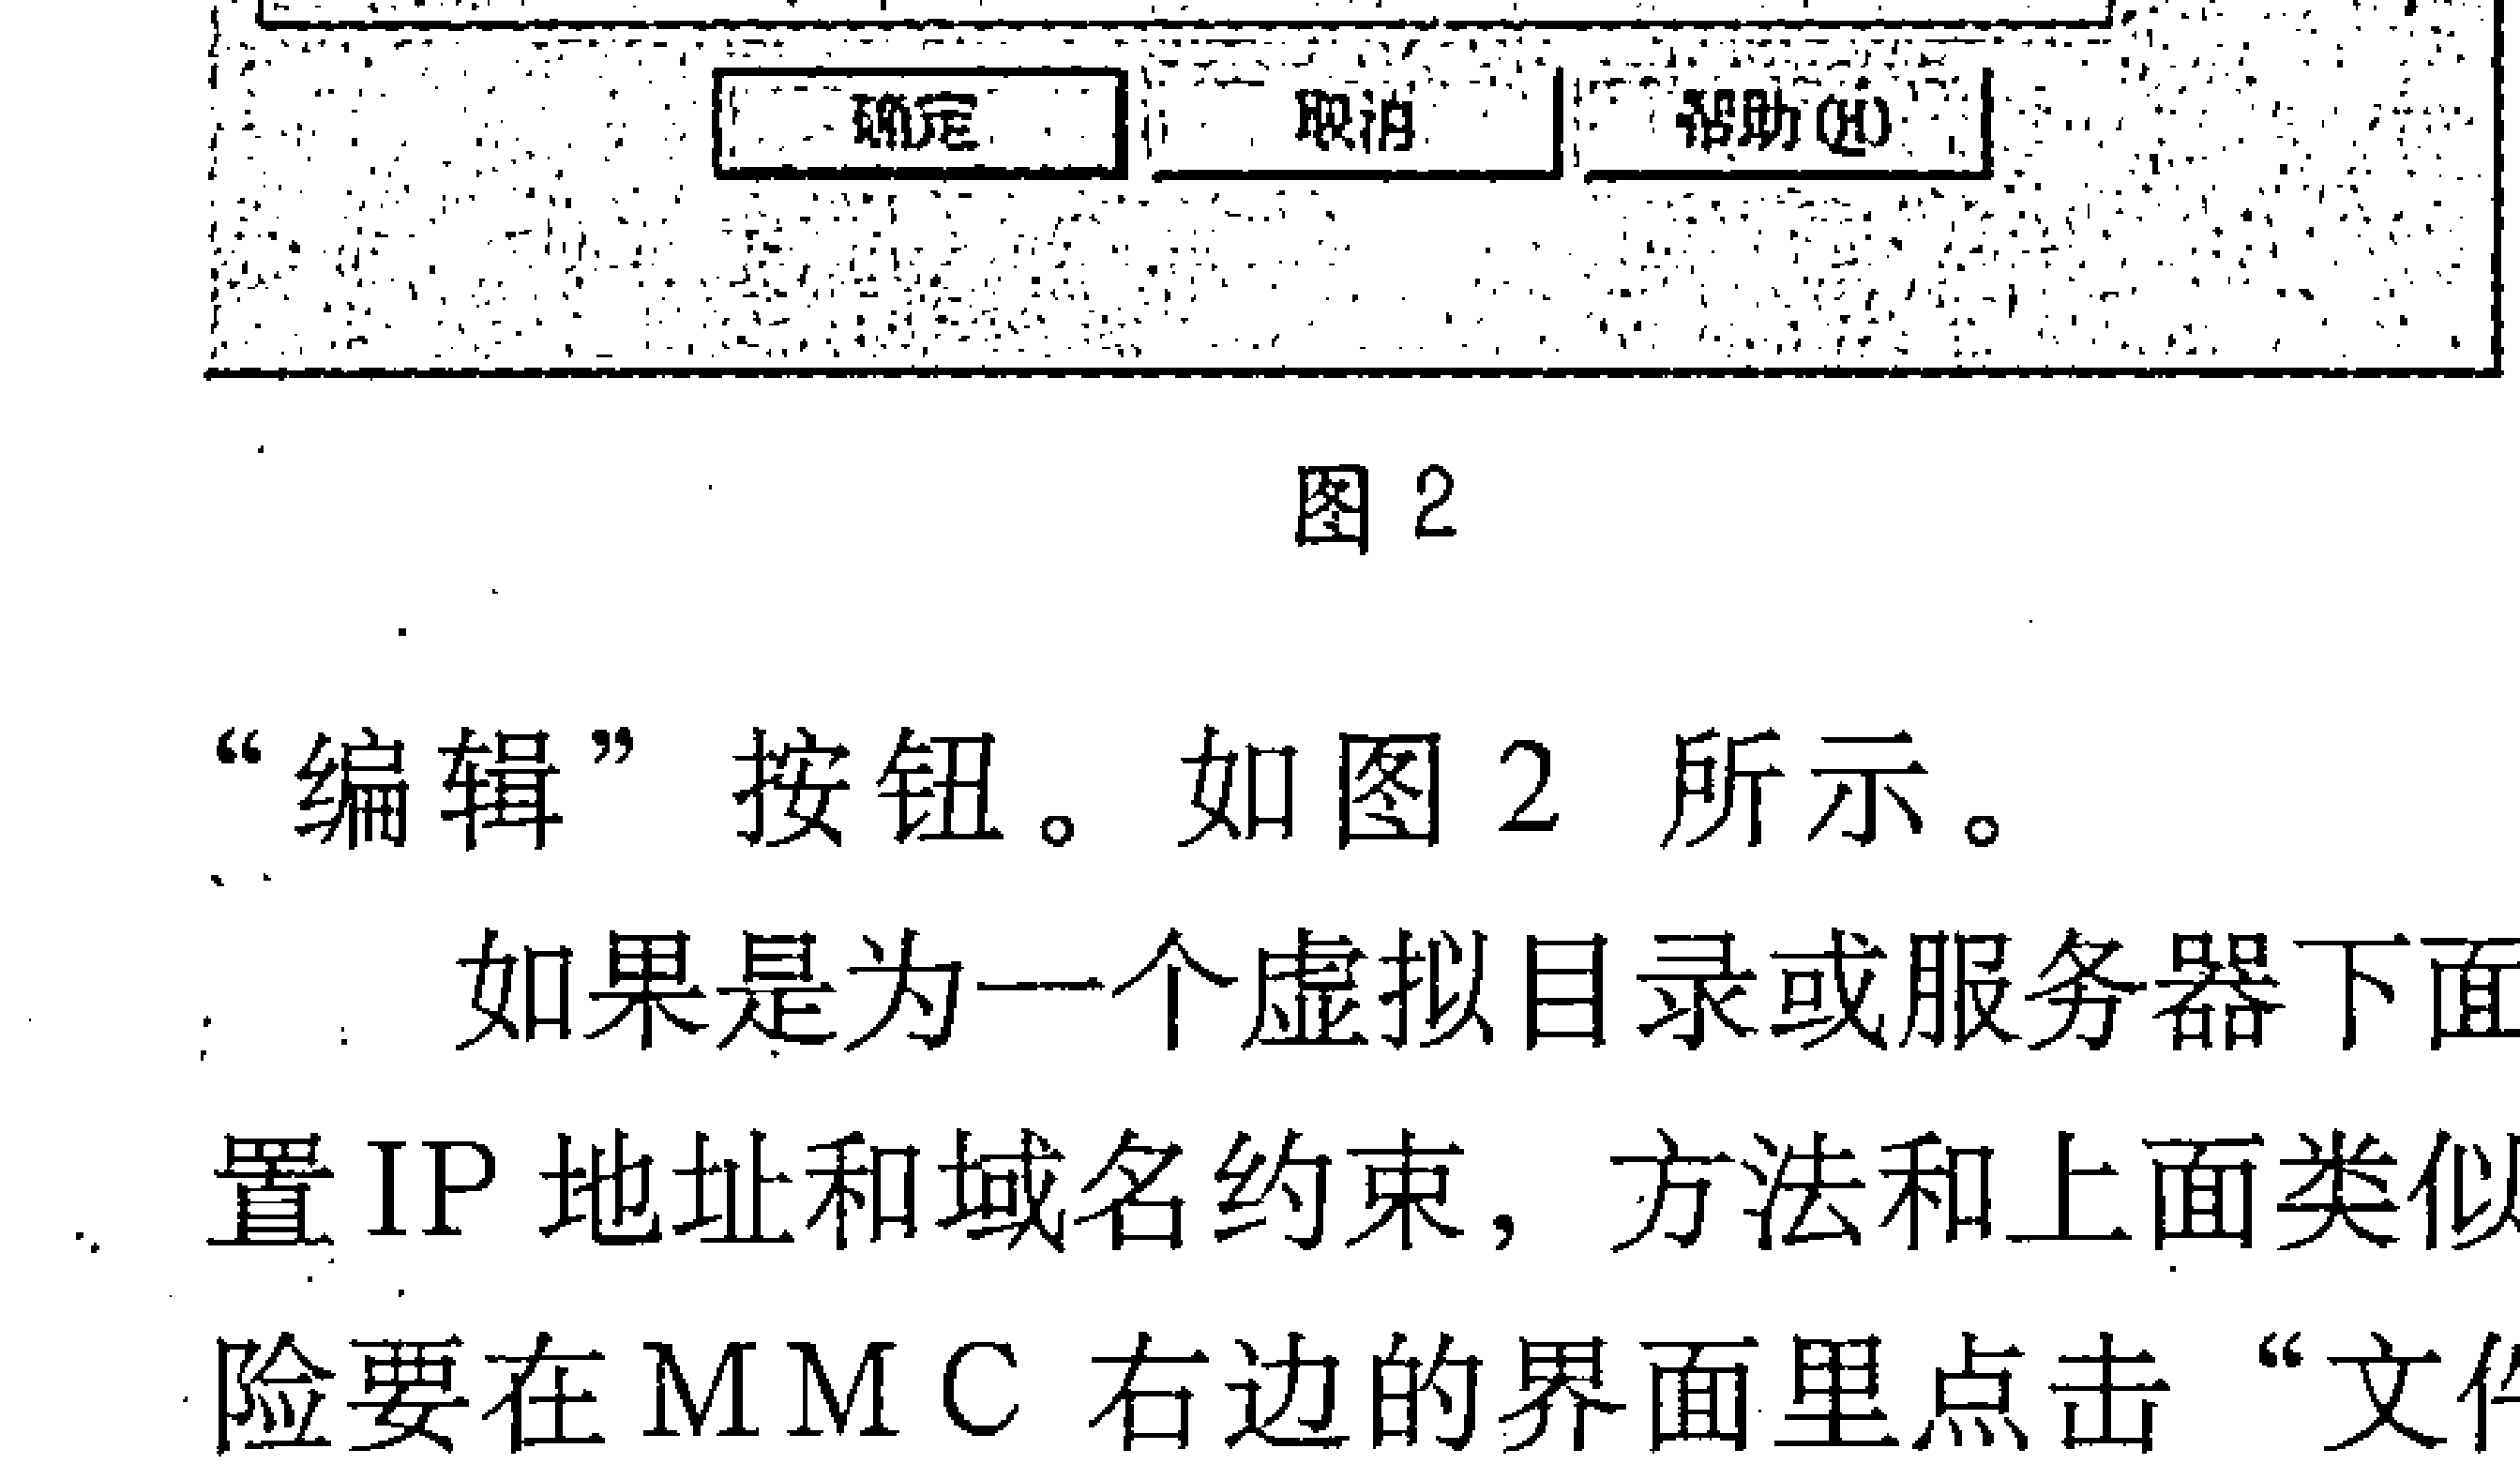 确定 取消 帮助(H)
图 2
“编辑” 按钮。如图 2 所示。
如果是为一个虚拟目录或服务器下面
置 IP 地址和域名约束，方法和上面类似
险要在 MMC 右边的界面里点击 “文件